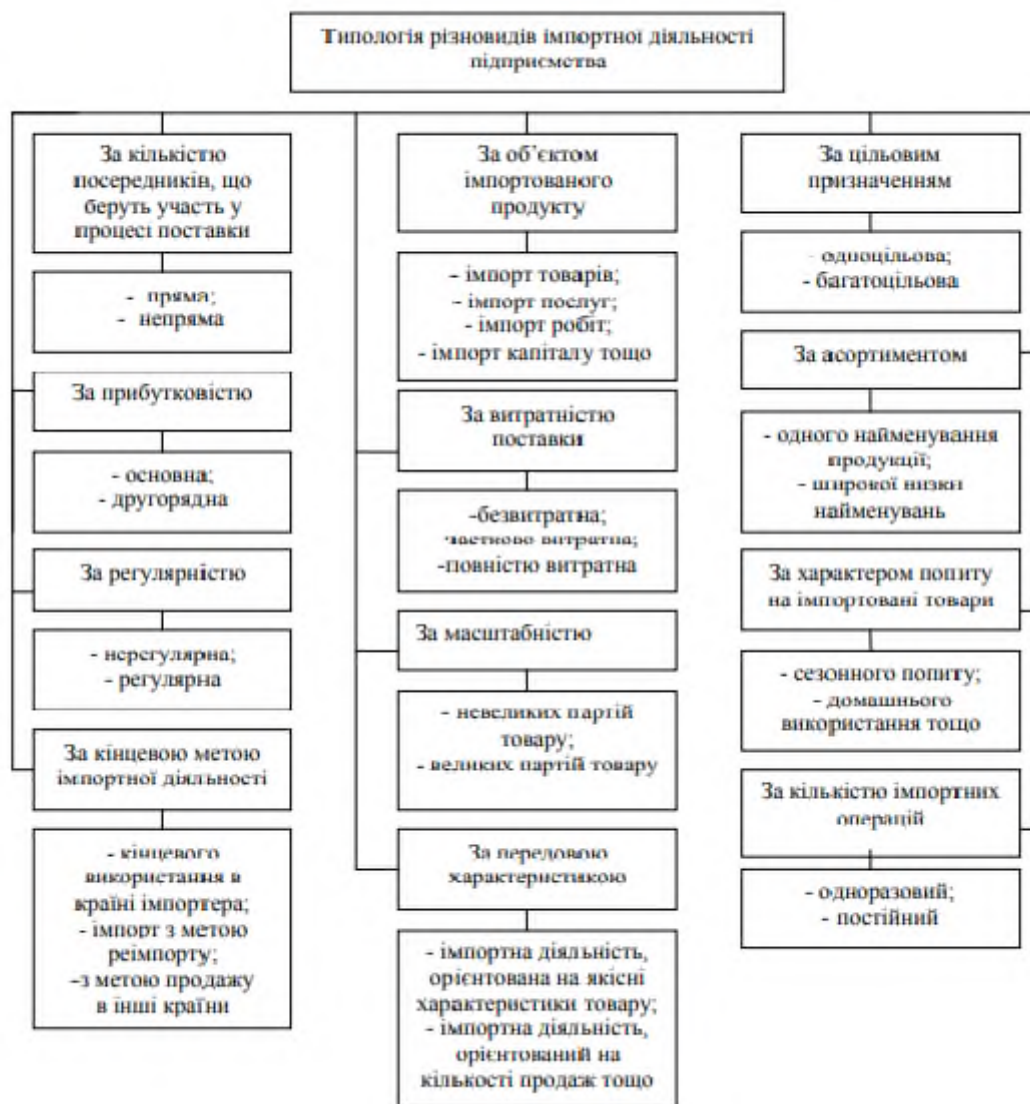 Типологія різновидів імпортної діяльності
підприємства
За кількістю
посередників, що
беруть участь у
процесі поставки
- пряма;
- непряма
За прибутковістю
- основна;
- другорядна
За регулярністю
- нерегулярна;
- регулярна
За кінцевою метою
імпортної діяльності
- кінцевого
використання в
країні імпортера;
- імпорт з метою
реімпорту;
-з метою продажу
в інші країни
За об’єктом
імпортованого
продукту
- імпорт товарів;
- імпорт послуг;
- імпорт робіт;
- імпорт капіталу тощо
За витратністю
поставки
-безвитратна;
частково витратна;
-повністю витратна
За масштабністю
- невеликих партій
товару;
- великих партій товару
За передовою
характеристикою
- імпортна діяльність,
орієнтована на якісні
характеристики товару;
- імпортна діяльність,
орієнтований на
кількості продаж тощо
За цільовим
призначенням
- одноцільова;
- багатоцільова
За асортиментом
- одного найменування
продукції;
- широкої низки
найменувань
За характером попиту
на імпортовані товари
- сезонного попиту;
- домашнього
використання тощо
За кількістю імпортних
операцій
- одноразовий;
- постійний